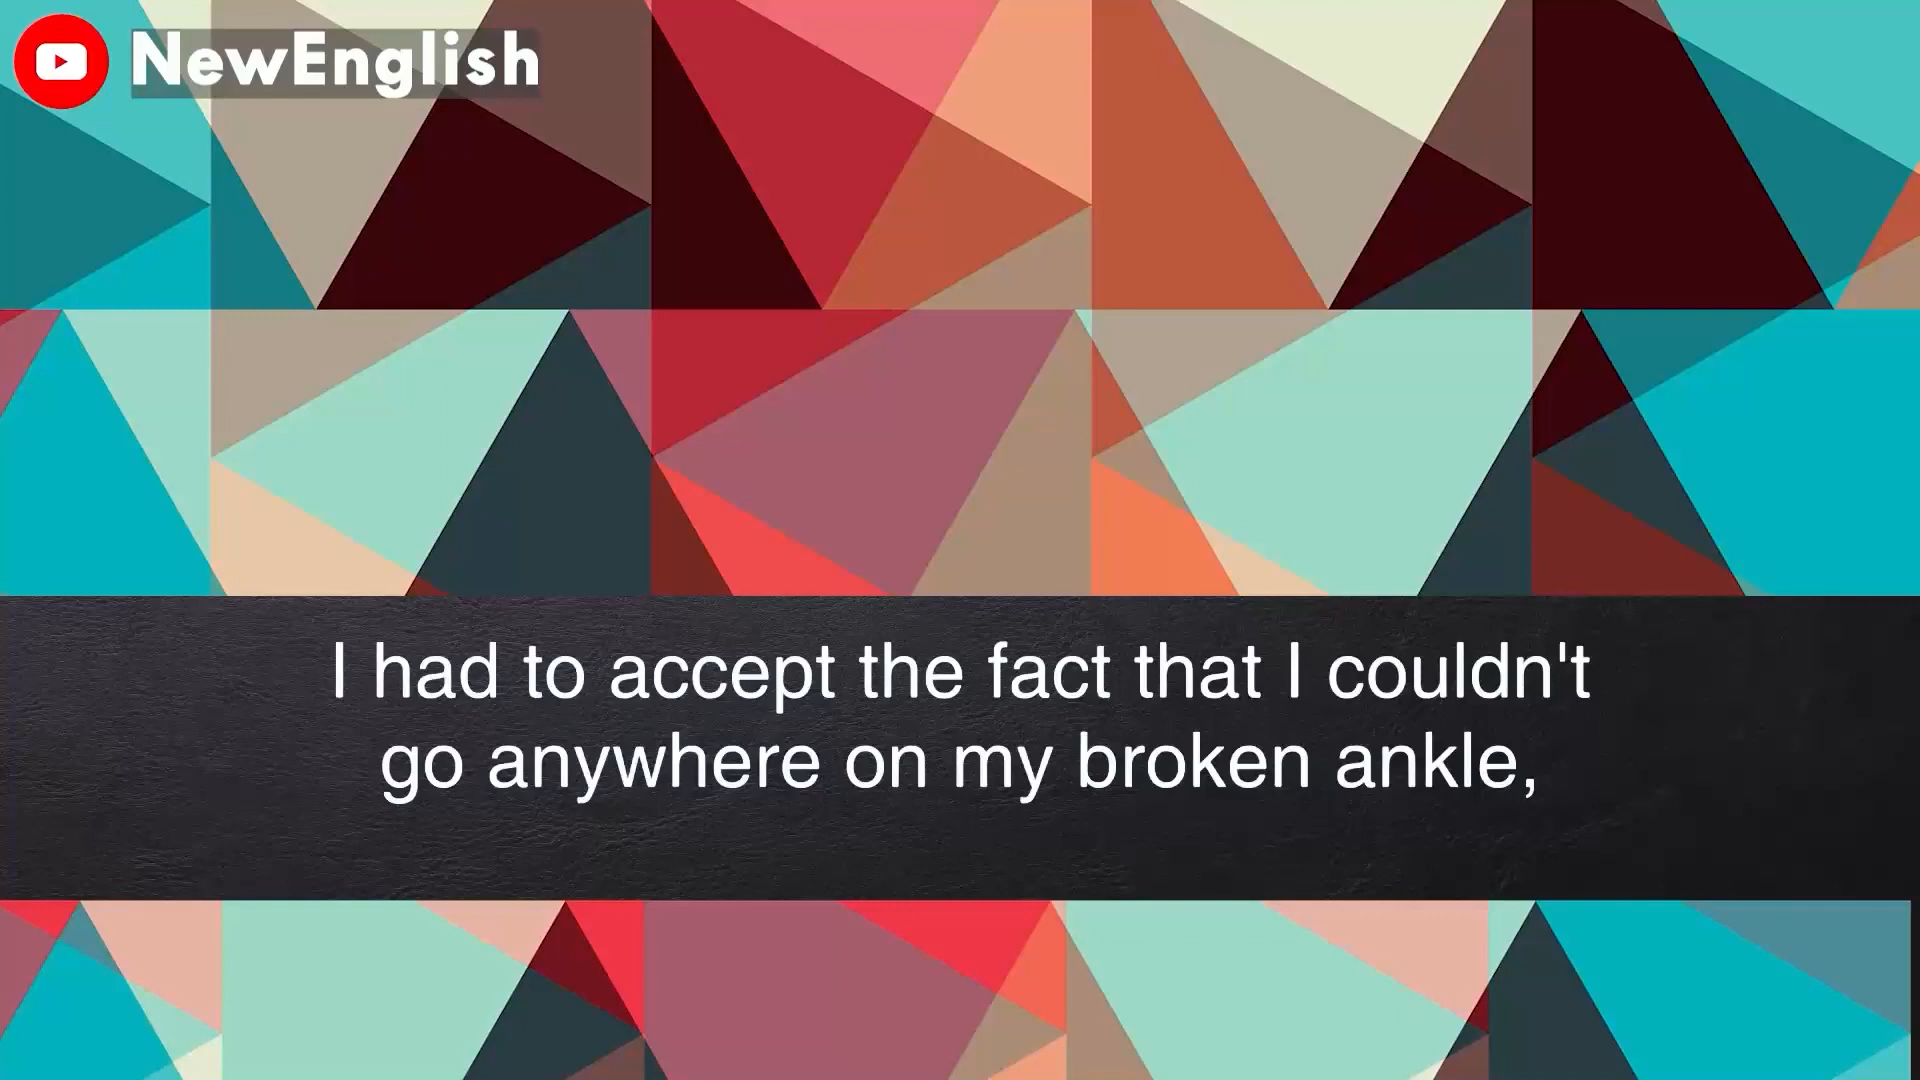 NewEnglish
I had to accept the fact that I couldn't
go anywhere on my broken ankle,